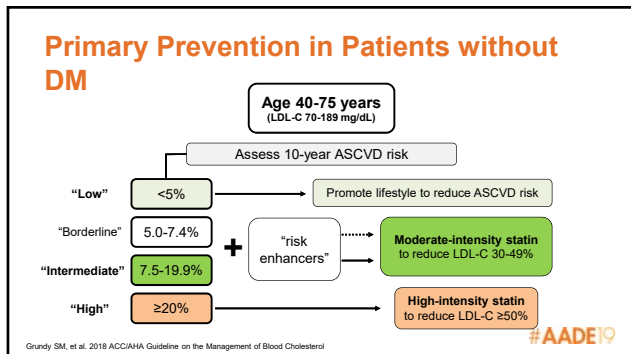 Primary Prevention in Patients without
DM
Age 40-75 years
(LDL-C 70-189 mg/dL)
Assess 10-year ASCVD risk
“Low”
<5%
Promote lifestyle to reduce ASCVD risk
“Borderline”
5.0-7.4%
+
“risk
enhancers”
Moderate-intensity statin
to reduce LDL-C 30-49%
“Intermediate”
7.5-19.9%
“High”
≥20%
High-intensity statin
to reduce LDL-C ≥50%
Grundy SM, et al. 2018 ACC/AHA Guideline on the Management of Blood Cholesterol
#AADE19